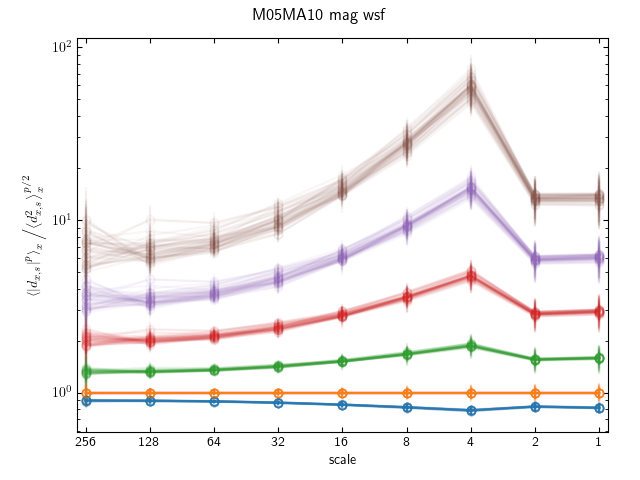 M05MA10 mag wsf
10²
10¹
10⁰
⟨|d_{x,s}|^p⟩_x / ⟨d²_{x,s}⟩_x^{p/2}
256 128 64 32 16 8 4 2 1
scale